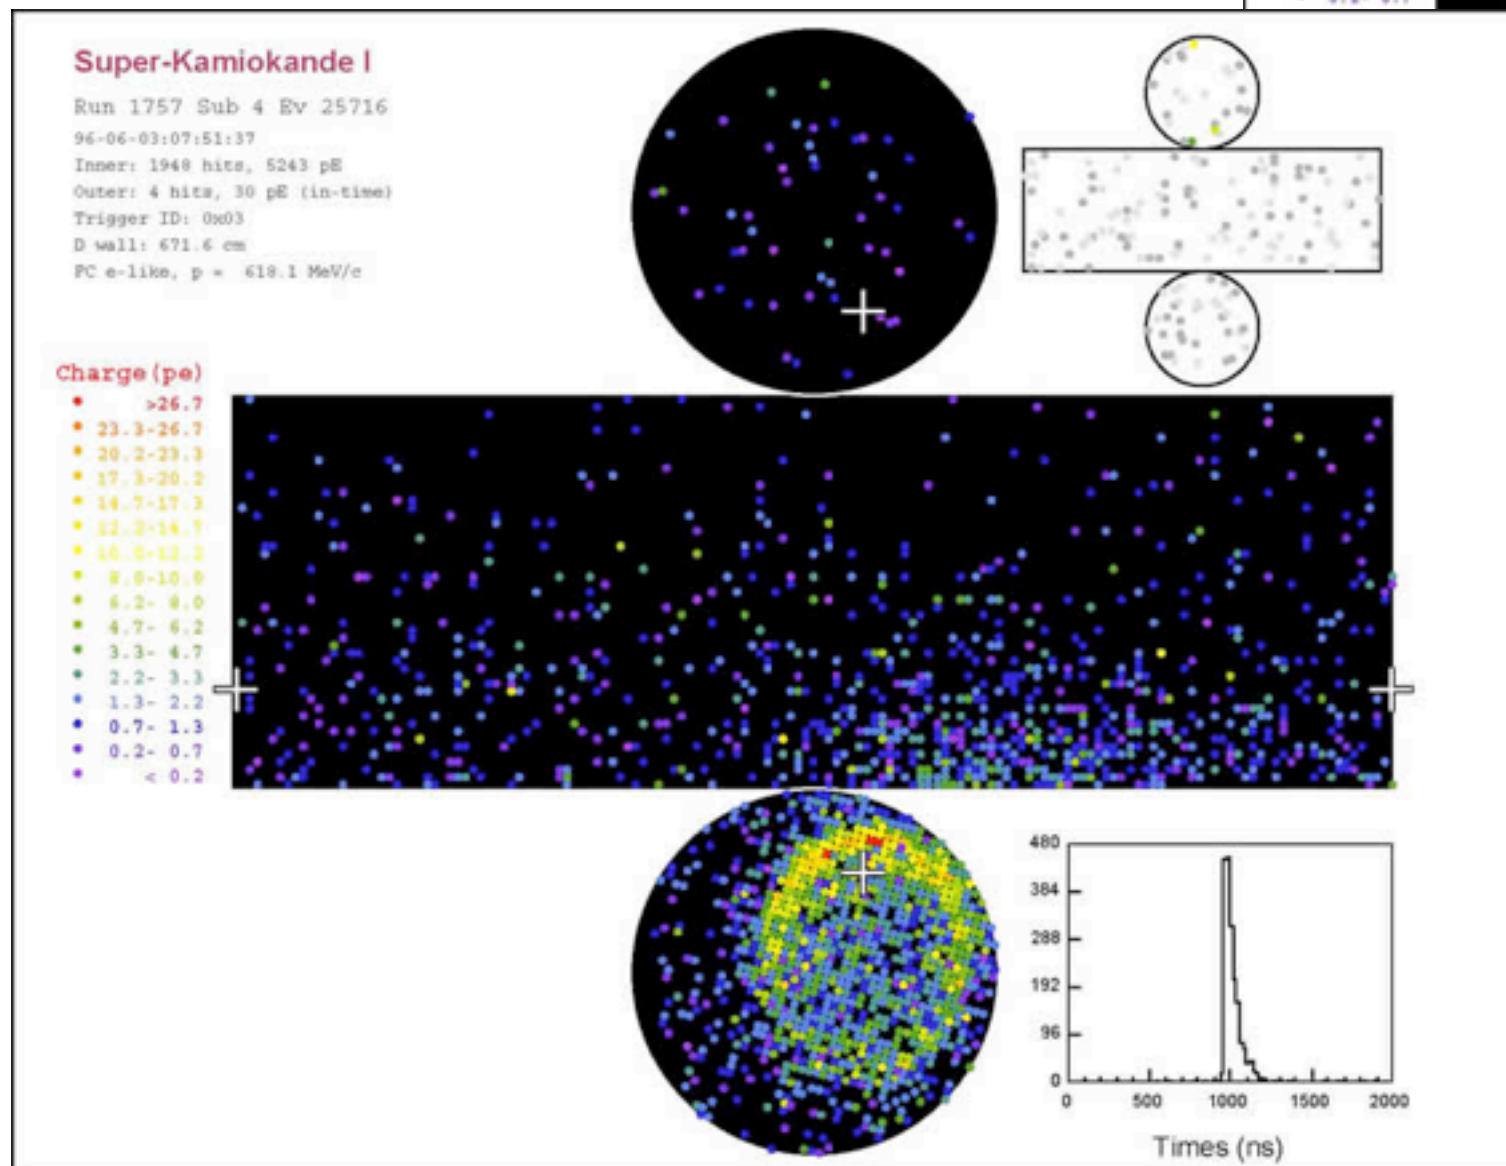 Super-Kamiokande I
Run 1757 Sub 4 Ev 25716
96-06-03:07:51:37
Inner: 1948 hits, 5243 pE
Outer: 4 hits, 30 pE (in-time)
Trigger ID: 0x03
D wall: 671.6 cm
FC e-like, p = 618.1 MeV/c
Charge(pe)
>26.7
23.3-26.7
20.2-23.3
17.3-20.2
14.7-17.3
12.2-14.7
10.0-12.2
8.0-10.0
6.2- 8.0
4.7- 6.2
3.3- 4.7
2.2- 3.3
1.3- 2.2
0.7- 1.3
0.2- 0.7
< 0.2
480
384
288
192
96
0
0 500 1000 1500 2000
Times (ns)